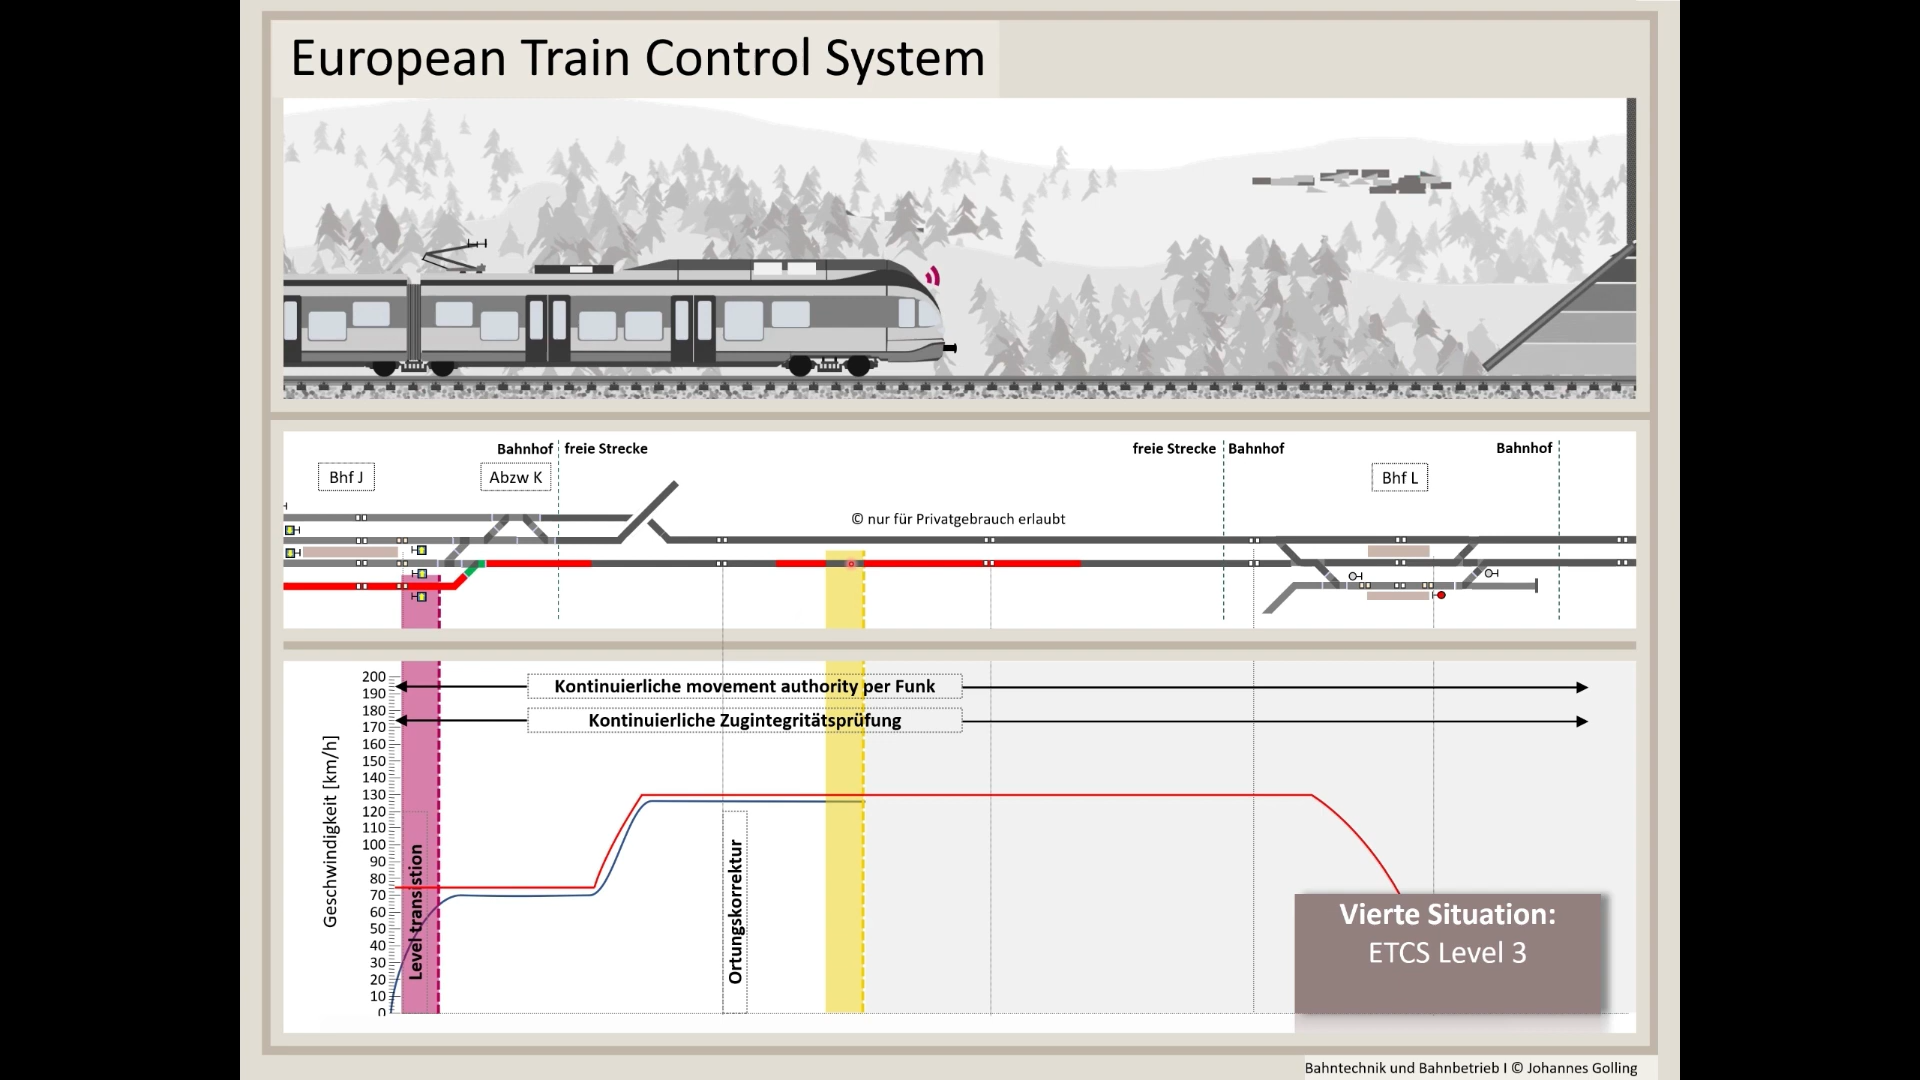 European Train Control System
Bahnhof freie Strecke
freie Strecke Bahnhof
Bahnhof
Bhf J
Abzw K
Bhf L
© nur für Privatgebrauch erlaubt
Kontinuierliche movement authority per Funk
Kontinuierliche Zugintegritätsprüfung
Geschwindigkeit [km/h]
200
190
180
170
160
150
140
130
120
110
100
90
80
70
60
50
40
30
20
10
0
Level transistion
Ortungskorrektur
Vierte Situation:
ETCS Level 3
Bahntechnik und Bahnbetrieb I © Johannes Golling